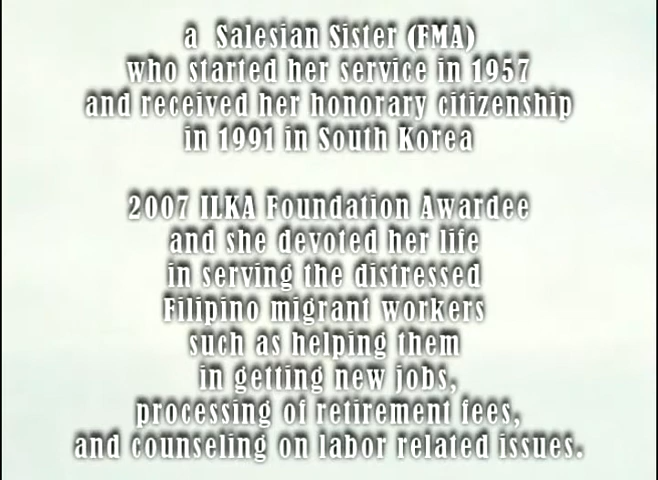 a Salesian Sister (FMA)
who started her service in 1957
and received her honorary citizenship
in 1991 in South Korea
2007 ILKA Foundation Awardee
and she devoted her life
in serving the distressed
Filipino migrant workers
such as helping them
in getting new jobs,
processing of retirement fees,
and counseling on labor related issues.